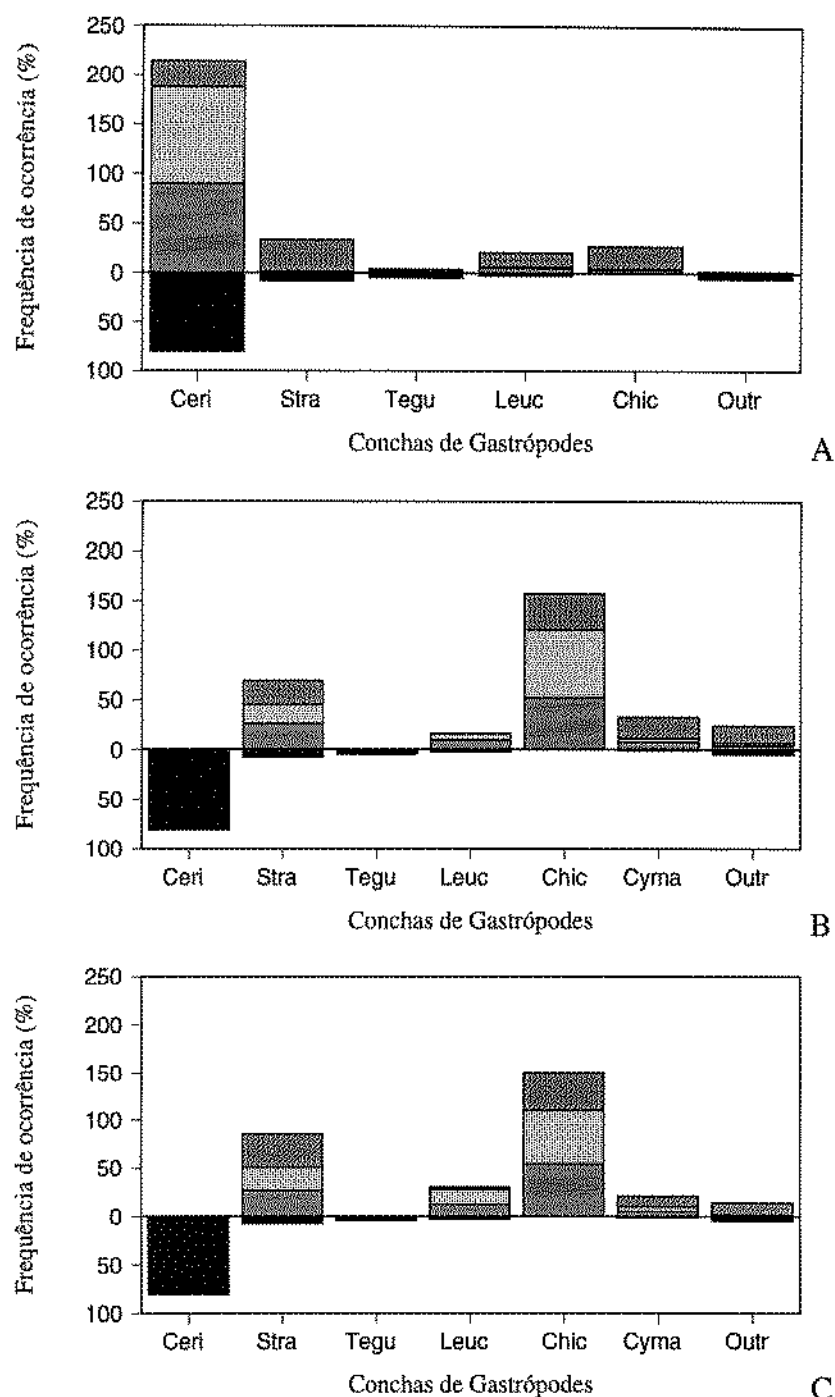 Frequência de ocorrência (%)
250
200
150
100
50
0
50
100
Ceri Stra Tegu Leuc Chic Outr
Conchas de Gastrópodes
A
Frequência de ocorrência (%)
250
200
150
100
50
0
50
100
Ceri Stra Tegu Leuc Chic Cyma Outr
Conchas de Gastrópodes
B
Frequência de ocorrência (%)
250
200
150
100
50
0
50
100
Ceri Stra Tegu Leuc Chic Cyma Outr
Conchas de Gastrópodes
C